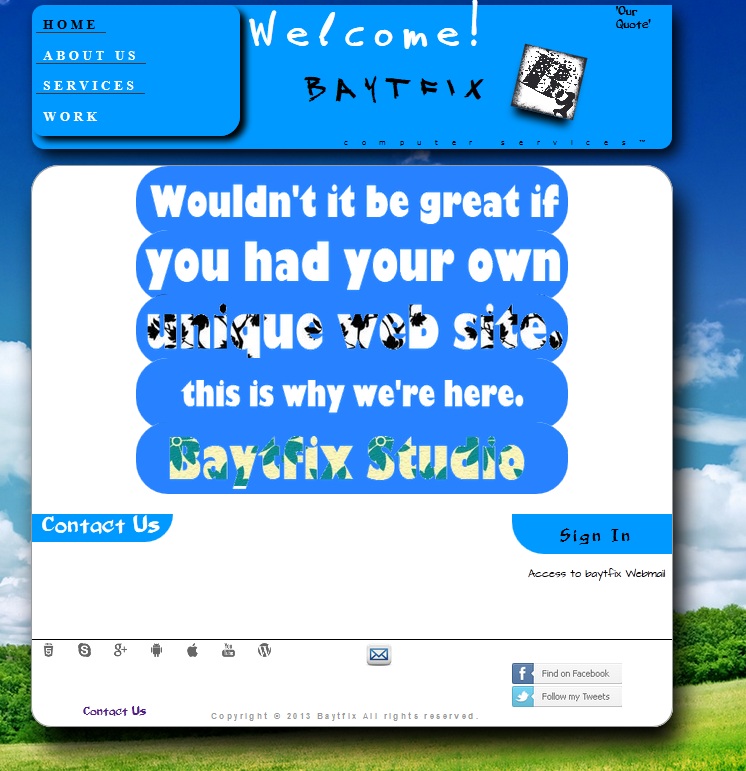 HOME
ABOUT US
SERVICES
WORK
Welcome!
'Our
Quote'
BAYTFIX
computer services™
Wouldn't it be great if
you had your own
unique web site.
this is why we're here.
Baytfix Studio
Contact Us
Sign In
Access to baytfix Webmail
Find on Facebook
Follow my Tweets
Contact Us
Copyright © 2013 Baytfix All rights reserved.